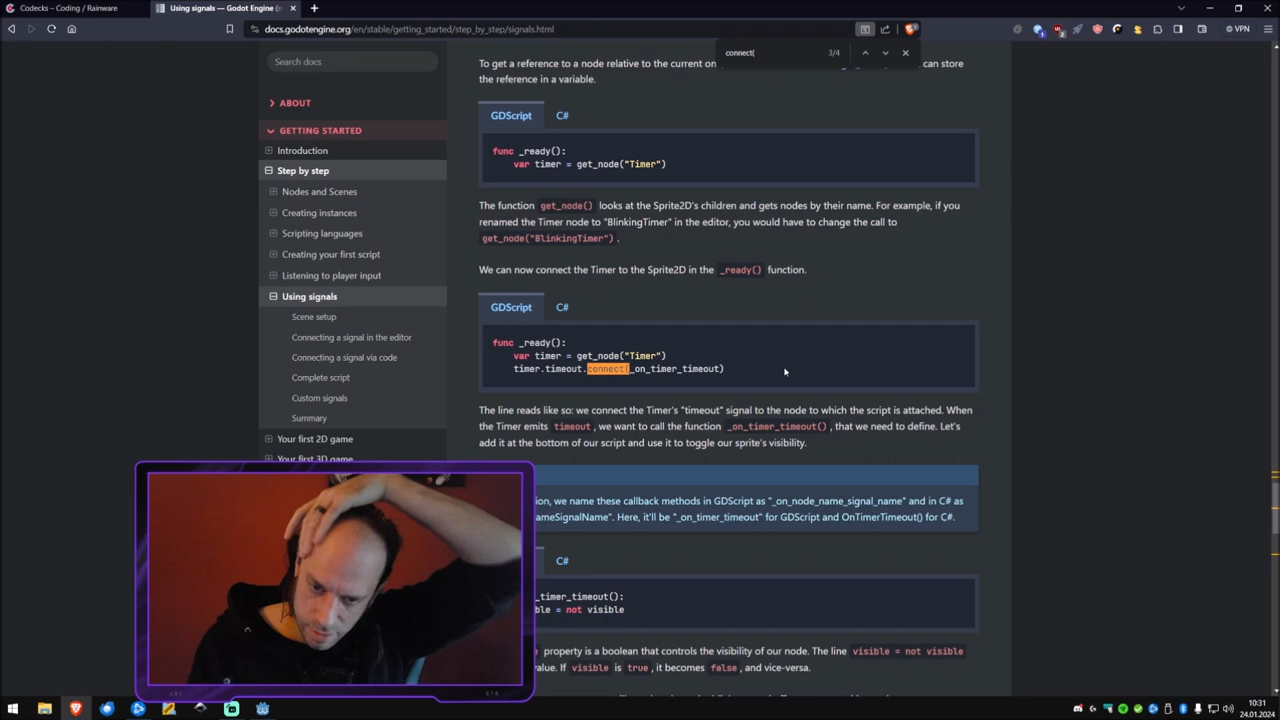 Codecks – Coding / Rainware
Using signals — Godot Engine (
docs.godotengine.org/en/stable/getting_started/step_by_step/signals.html
VPN
connect(
3/4
Search docs
ABOUT
GETTING STARTED
Introduction
Step by step
Nodes and Scenes
Creating instances
Scripting languages
Creating your first script
Listening to player input
Using signals
Scene setup
Connecting a signal in the editor
Connecting a signal via code
Complete script
Custom signals
Summary
Your first 2D game
Your first 3D game
To get a reference to a node relative to the current on
can store
the reference in a variable.
GDScript
C#
func _ready():
var timer = get_node("Timer")
The function get_node() looks at the Sprite2D's children and gets nodes by their name. For example, if you
renamed the Timer node to "BlinkingTimer" in the editor, you would have to change the call to
get_node("BlinkingTimer") .
We can now connect the Timer to the Sprite2D in the _ready() function.
GDScript
C#
func _ready():
var timer = get_node("Timer")
timer.timeout.connect(_on_timer_timeout)
The line reads like so: we connect the Timer's "timeout" signal to the node to which the script is attached. When
the Timer emits timeout , we want to call the function _on_timer_timeout() , that we need to define. Let's
add it at the bottom of our script and use it to toggle our sprite's visibility.
tion, we name these callback methods in GDScript as "_on_node_name_signal_name" and in C# as
ameSignalName". Here, it'll be "_on_timer_timeout" for GDScript and OnTimerTimeout() for C#.
C#
_timer_timeout():
ble = not visible
property is a boolean that controls the visibility of our node. The line visible = not visible
value. If visible is true , it becomes false , and vice-versa.
10:31
24.01.2024